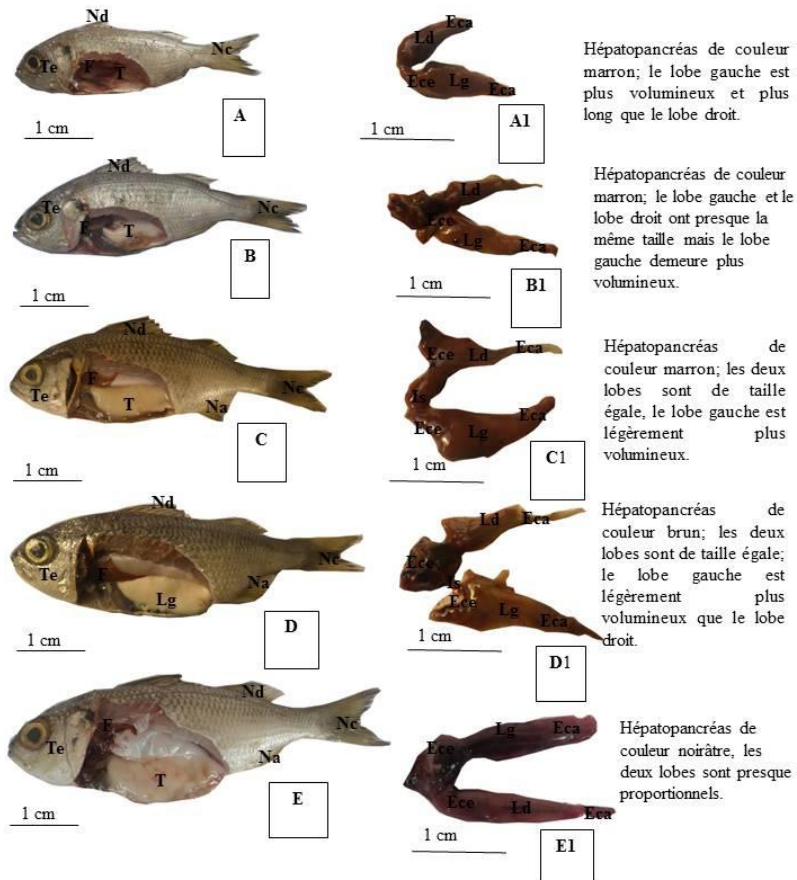 Nd
Te
F
T
Nc
A
1 cm
Eca
Ld
Ece
Lg
Eca
A1
1 cm
Hépatopancréas de couleur
marron; le lobe gauche est
plus volumineux et plus
long que le lobe droit.
Nd
Te
F
T
Nc
B
1 cm
Ld
Ece
Lg
Eca
B1
1 cm
Hépatopancréas de couleur
marron; le lobe gauche et le
lobe droit ont presque la
même taille mais le lobe
gauche demeure plus
volumineux.
Nd
Te
F
T
Na
Nc
C
1 cm
Ece
Ld
Eca
Is
Ece
Lg
Eca
C1
1 cm
Hépatopancréas de
couleur marron; les deux
lobes sont de taille
égale, le lobe gauche est
légèrement plus
volumineux.
Nd
Te
F
Lg
Na
Nc
D
1 cm
Ld
Eca
Ece
Is
Ece
Lg
Eca
D1
1 cm
Hépatopancréas de
couleur brun; les deux
lobes sont de taille égale;
le lobe gauche est
légèrement plus
volumineux que le lobe
droit.
Nd
Te
F
T
Na
Nc
E
1 cm
Lg
Eca
Ece
Ece
Ld
Eca
E1
1 cm
Hépatopancréas de
couleur noirâtre, les
deux lobes sont presque
proportionnels.